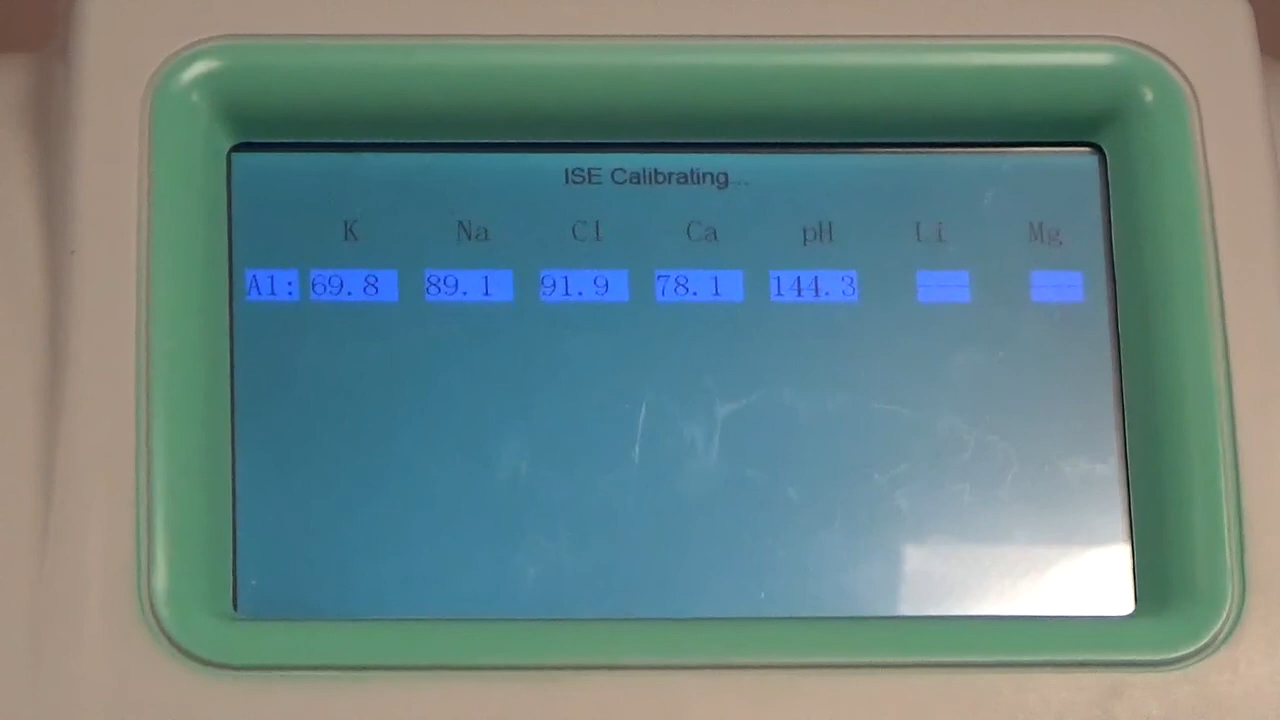 ISE Calibrating...
K Na Cl Ca pH Li Mg
A1: 69.8 89.1 91.9 78.1 144.3 —— ——